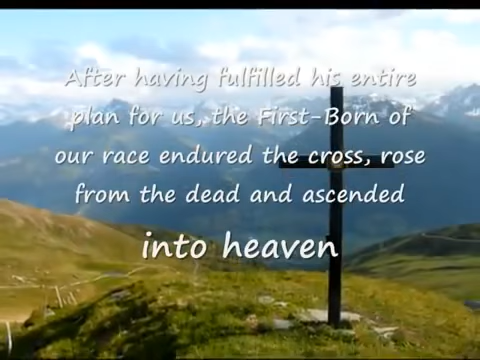 After having fulfilled his entire
plan for us, the First-Born of
our race endured the cross, rose
from the dead and ascended
into heaven